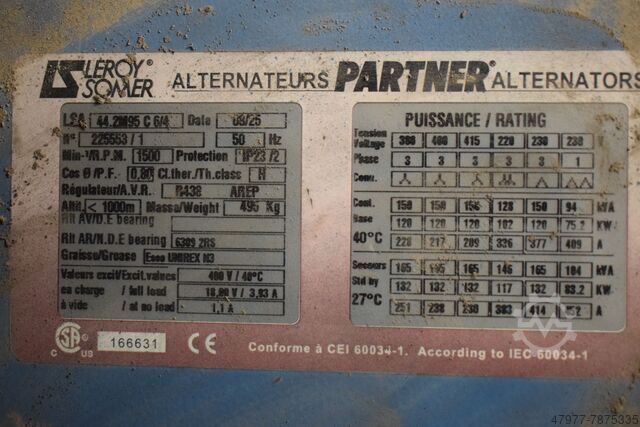 LEROY® SOMER ALTERNATEURS PARTNER® ALTERNATORS
LSA 44.2M95 C 6/4 Date 09/25
N° 225553 / 1 50 Hz
Min-¹/R.P.M. 1500 Protection IP23/2
Cos Ø/P.F. 0,80 Cl.ther./Th.class H
Régulateur/A.V.R. R438 AREP
Altit. < 1000m Masse/Weight 495 Kg
Rlt AV/D.E bearing
Rlt AR/N.D.E bearing 6309 2RS
Graisse/Grease Esso UNIREX N3
Valeurs excit/Excit.values 400 V / 40°C
en charge / full load / 3,93 A
à vide / at no load 1,1 A
PUISSANCE / RATING
Tension Voltage 380 400 415 220 230 230
Phase 3 3 3 3 3 1
Conn.
Cont. 150 150 156 128 150 94 kVA
Base 120 120 120 102 120 75.2 KW
40°C 228 217 209 336 377 409 A
Secours 165 165 165 146 165 104 kVA
Std by 132 132 132 117 132 83.2 KW
27°C 251 238 230 383 414 452 A
C US 166631 CE
Conforme à CEI 60034-1. According to IEC-60034-1
47977-7875335